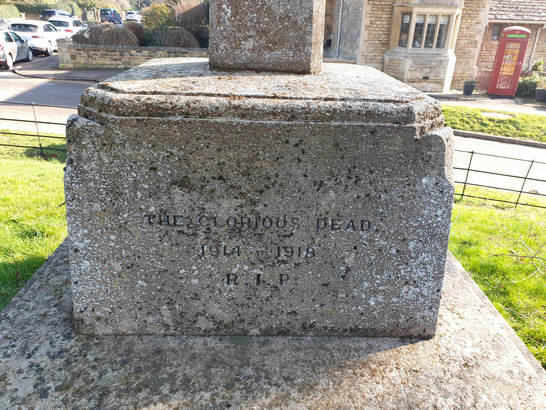 THE GLORIOUS DEAD.
1914 - 1918
R.I.P.